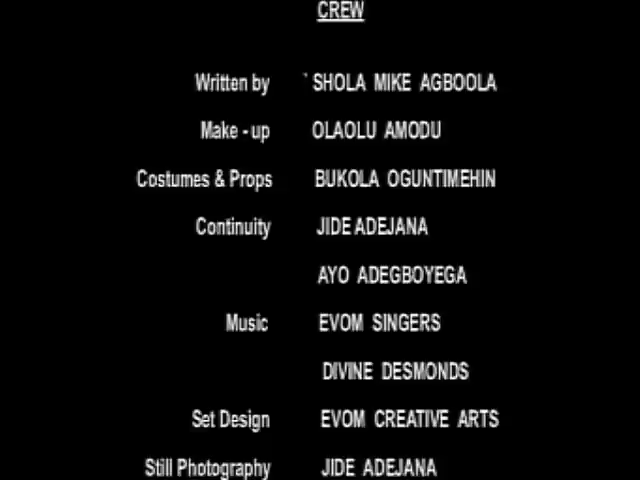 CREW
Written by ` SHOLA MIKE AGBOOLA
Make - up OLAOLU AMODU
Costumes & Props BUKOLA OGUNTIMEHIN
Continuity JIDE ADEJANA
AYO ADEGBOYEGA
Music EVOM SINGERS
DIVINE DESMONDS
Set Design EVOM CREATIVE ARTS
Still Photography JIDE ADEJANA